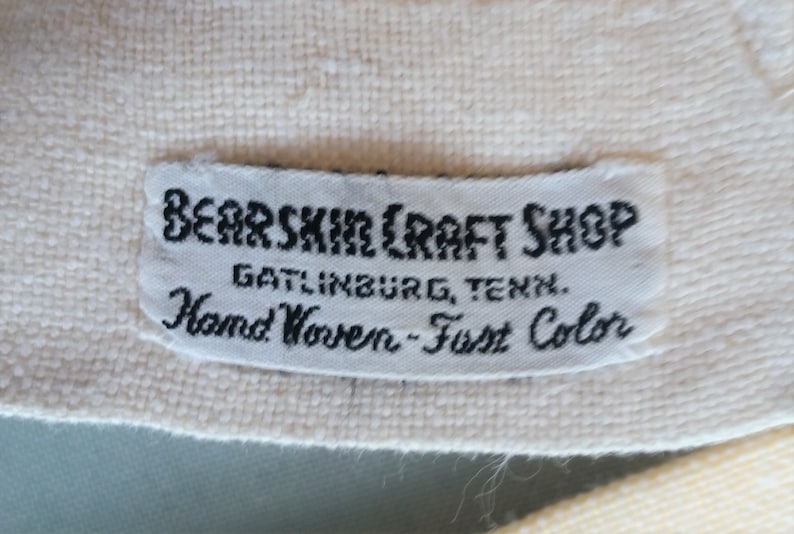 BEARSKIN CRAFT SHOP
GATLINBURG, TENN.
Hand Woven - Fast Color